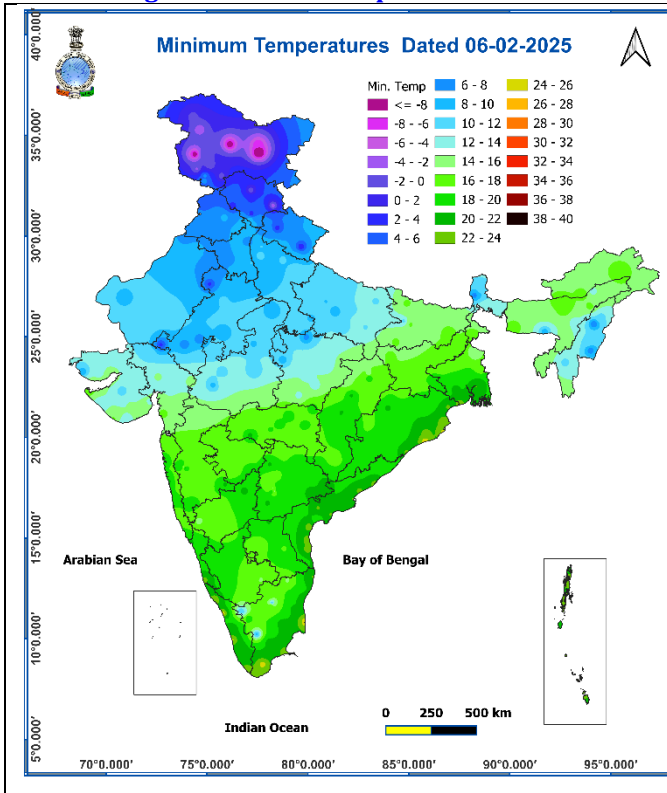 Minimum Temperatures Dated 06-02-2025
Min. Temp
<= -8
-8 - -6
-6 - -4
-4 - -2
-2 - 0
0 - 2
2 - 4
4 - 6
6 - 8
8 - 10
10 - 12
12 - 14
14 - 16
16 - 18
18 - 20
20 - 22
22 - 24
24 - 26
26 - 28
28 - 30
30 - 32
32 - 34
34 - 36
36 - 38
38 - 40
40°0.000'
35°0.000'
30°0.000'
25°0.000'
20°0.000'
15°0.000'
10°0.000'
5°0.000'
Arabian Sea
Bay of Bengal
Indian Ocean
0 250 500 km
70°0.000' 75°0.000' 80°0.000' 85°0.000' 90°0.000' 95°0.000'